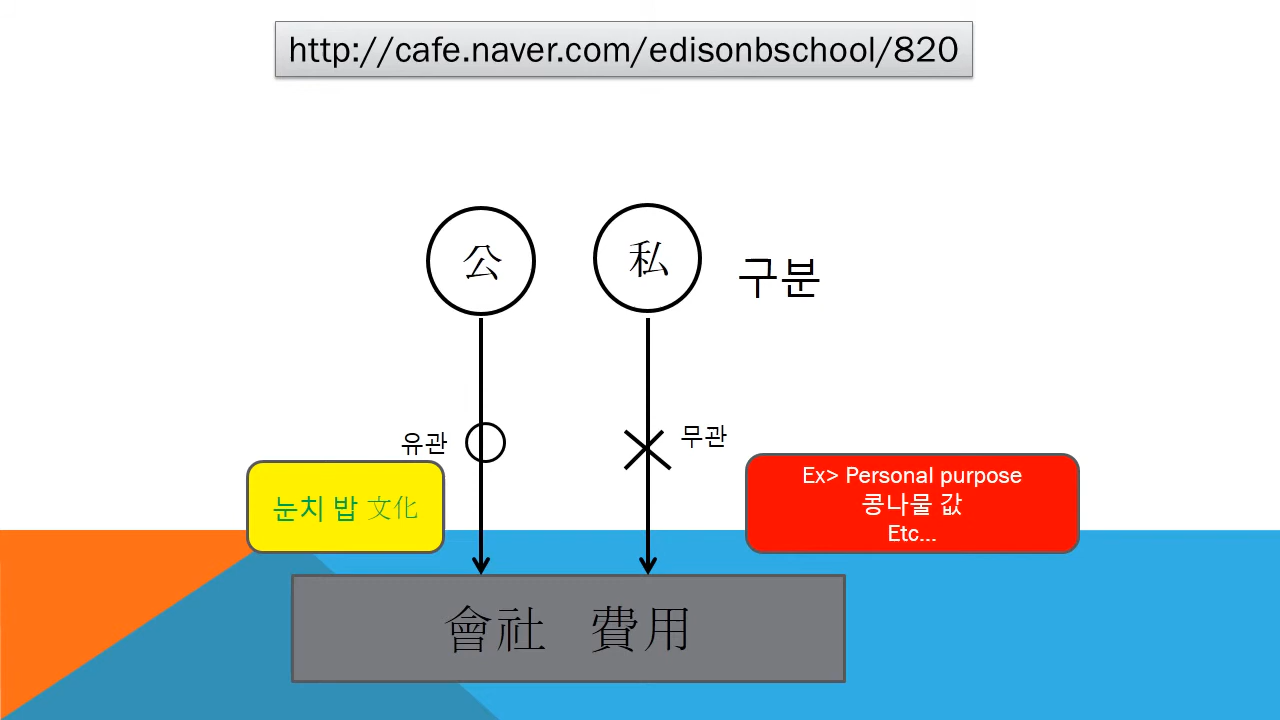 http://cafe.naver.com/edisonbschool/820
公
私
구분
유관
무관
눈치 밥 文化
Ex> Personal purpose
콩나물 값
Etc...
會社 費用